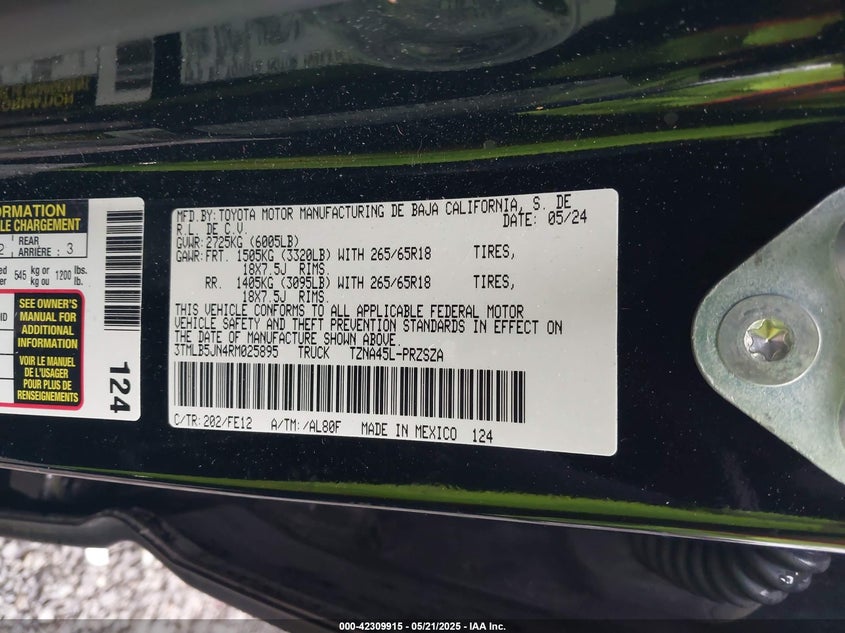 ORMATION
LE CHARGEMENT
2 REAR ARRIÈRE : 3
545 kg or kg ou 1200 lbs. lb.
SEE OWNER'S
MANUAL FOR
ADDITIONAL
INFORMATION
VOIR LE MANUEL
DE L'USAGER
POUR PLUS DE
RENSEIGNEMENTS
124
MFD.BY: TOYOTA MOTOR MANUFACTURING DE BAJA CALIFORNIA, S. DE
R.L. DE C.V. DATE: 05/24
GVWR: 2725KG (6005LB)
GAWR: FRT. 1505KG (3320LB) WITH 265/65R18 TIRES,
18X7.5J RIMS.
RR. 1405KG (3095LB) WITH 265/65R18 TIRES,
18X7.5J RIMS.
THIS VEHICLE CONFORMS TO ALL APPLICABLE FEDERAL MOTOR
VEHICLE SAFETY AND THEFT PREVENTION STANDARDS IN EFFECT ON
THE DATE OF MANUFACTURE SHOWN ABOVE.
3TMLB5JN4RM025895 TRUCK TZNA45L-PRZSZA
C/TR: 202/FE12 A/TM: /AL80F MADE IN MEXICO 124
000-42309915 - 05/21/2025 - IAA Inc.